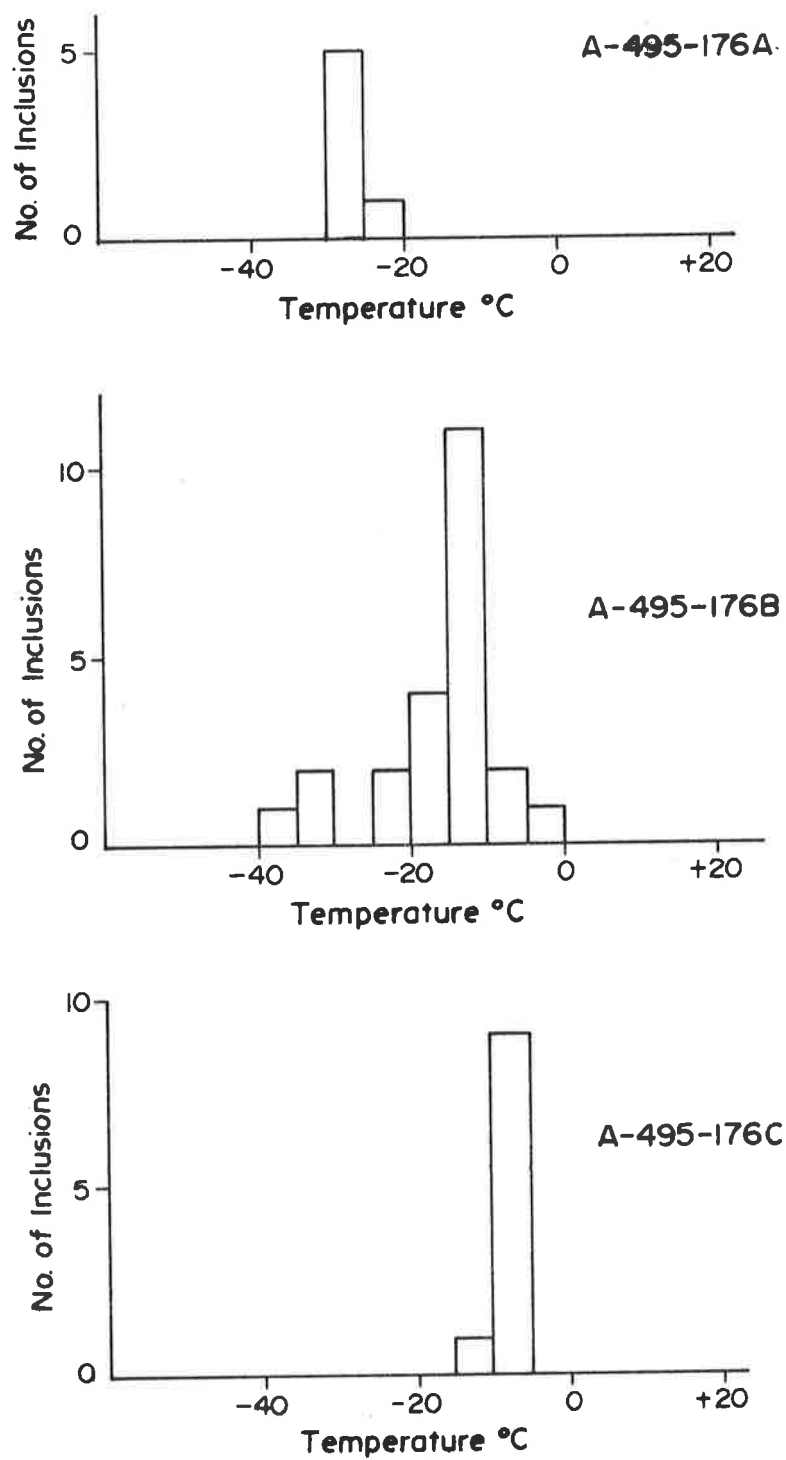 A-495-176A
No. of Inclusions
5
0
-40 -20 0 +20
Temperature °C
A-495-176B
No. of Inclusions
10
5
0
-40 -20 0 +20
Temperature °C
A-495-176C
No. of Inclusions
10
5
0
-40 -20 0 +20
Temperature °C